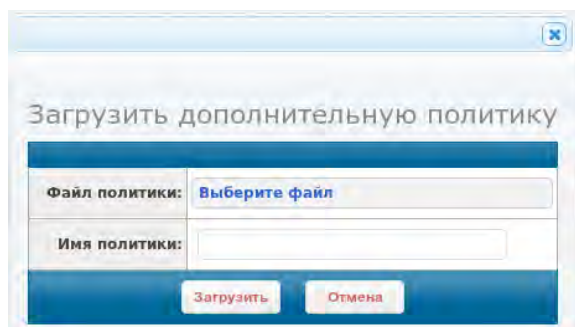 Загрузить дополнительную политику
Файл политики: Выберите файл
Имя политики:
Загрузить Отмена